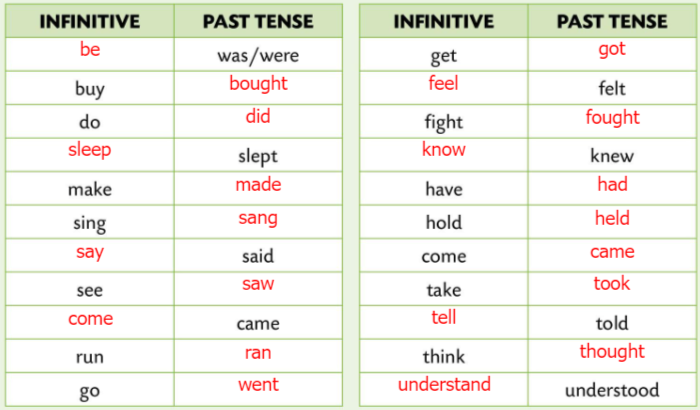 INFINITIVE PAST TENSE
be was/were
buy bought
do did
sleep slept
make made
sing sang
say said
see saw
come came
run ran
go went
INFINITIVE PAST TENSE
get got
feel felt
fight fought
know knew
have had
hold held
come came
take took
tell told
think thought
understand understood